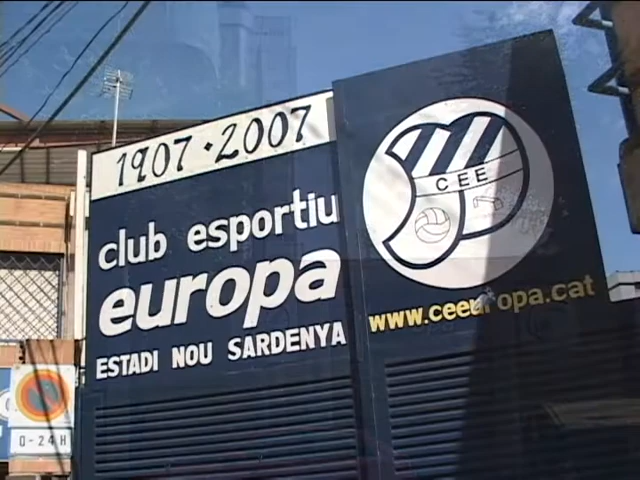 1907 · 2007
club esportiu
europa
ESTADI NOU SARDENYA
CEE
www.ceeuropa.cat
0-24H